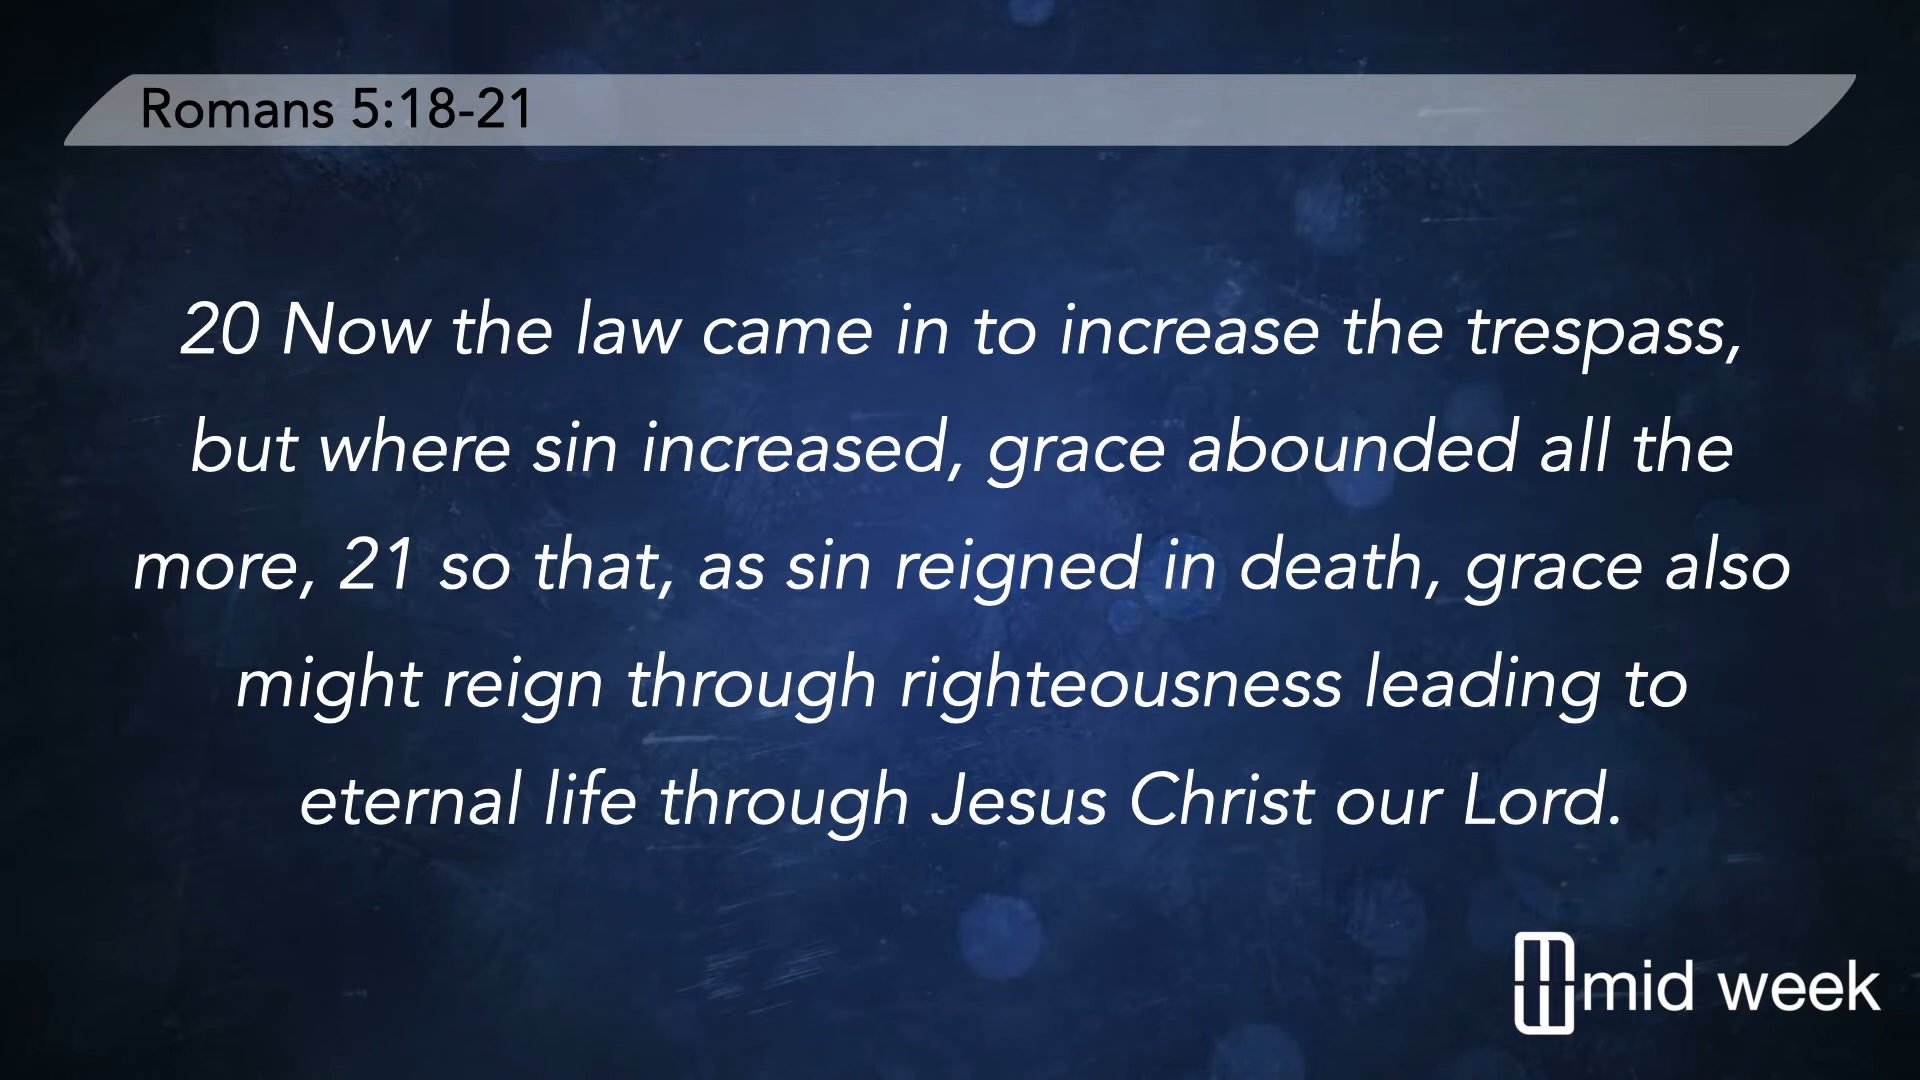 Romans 5:18-21
20 Now the law came in to increase the trespass,
but where sin increased, grace abounded all the
more, 21 so that, as sin reigned in death, grace also
might reign through righteousness leading to
eternal life through Jesus Christ our Lord.
mid week